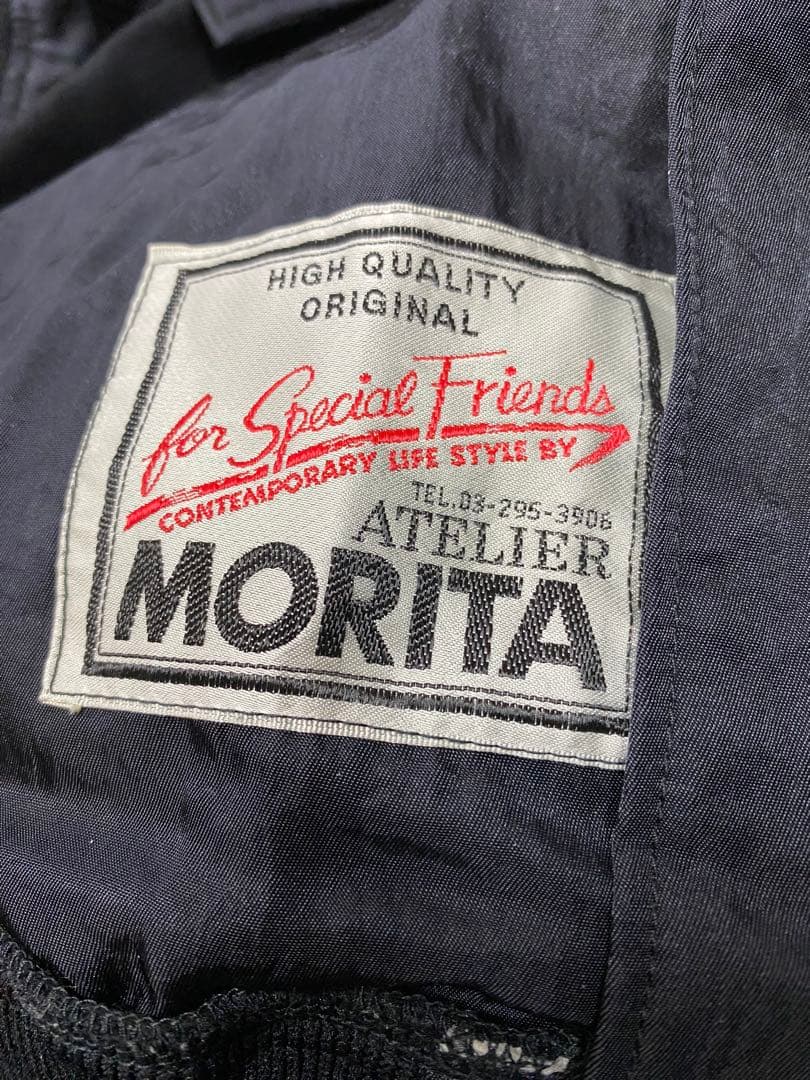 HIGH QUALITY
ORIGINAL
for Special Friends
CONTEMPORARY LIFE STYLE BY
TEL.03-295-3906
ATELIER
MORITA